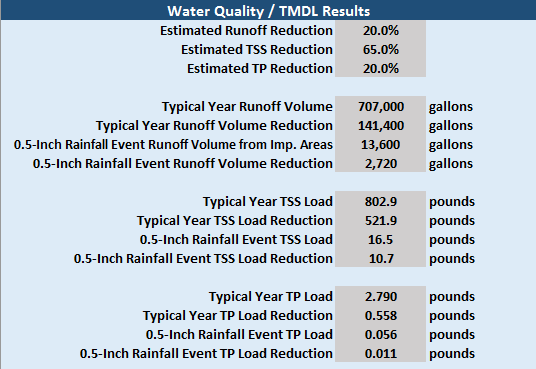 Water Quality / TMDL Results
Estimated Runoff Reduction 20.0%
Estimated TSS Reduction 65.0%
Estimated TP Reduction 20.0%
Typical Year Runoff Volume 707,000 gallons
Typical Year Runoff Volume Reduction 141,400 gallons
0.5-Inch Rainfall Event Runoff Volume from Imp. Areas 13,600 gallons
0.5-Inch Rainfall Event Runoff Volume Reduction 2,720 gallons
Typical Year TSS Load 802.9 pounds
Typical Year TSS Load Reduction 521.9 pounds
0.5-Inch Rainfall Event TSS Load 16.5 pounds
0.5-Inch Rainfall Event TSS Load Reduction 10.7 pounds
Typical Year TP Load 2.790 pounds
Typical Year TP Load Reduction 0.558 pounds
0.5-Inch Rainfall Event TP Load 0.056 pounds
0.5-Inch Rainfall Event TP Load Reduction 0.011 pounds